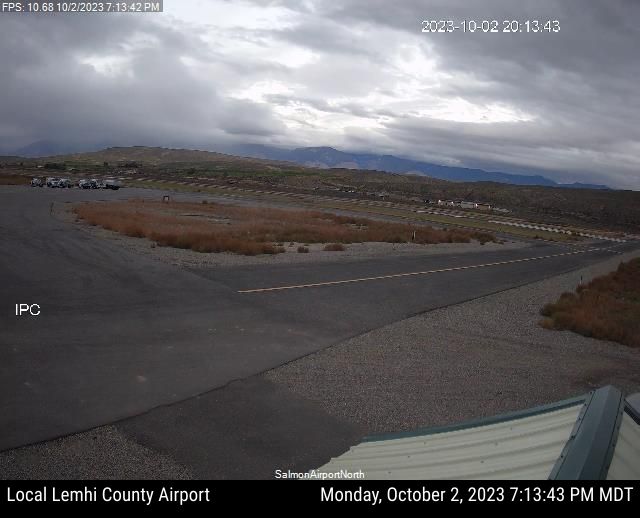 FPS: 10.68 10/2/2023 7:13:42 PM
2023-10-02 20:13:43
IPC
SalmonAirportNorth
Local Lemhi County Airport
Monday, October 2, 2023 7:13:43 PM MDT